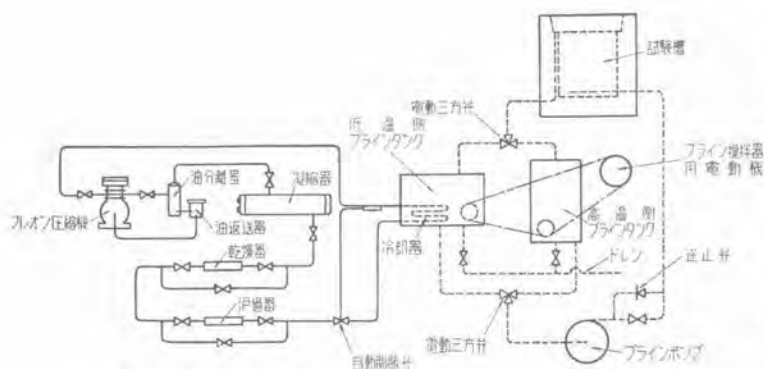 試験槽
電動三方弁
低温側
ブラインタンク
ブライン攪拌器
用電動機
油分離器
凝縮器
フレオン圧縮機
油返送器
冷却器
高温側
ブラインタンク
乾燥器
ドレン
逆止弁
沪過器
電動三方弁
自動膨脹弁
ブラインポンプ